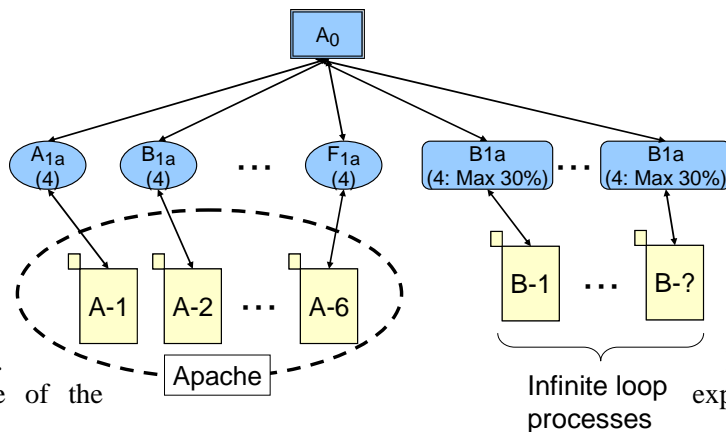 A0
A1a
(4)
B1a
(4)
...
F1a
(4)
B1a
(4: Max 30%)
...
B1a
(4: Max 30%)
A-1
A-2
...
A-6
B-1
...
B-?
Apache
Infinite loop
processes
e of the
exp